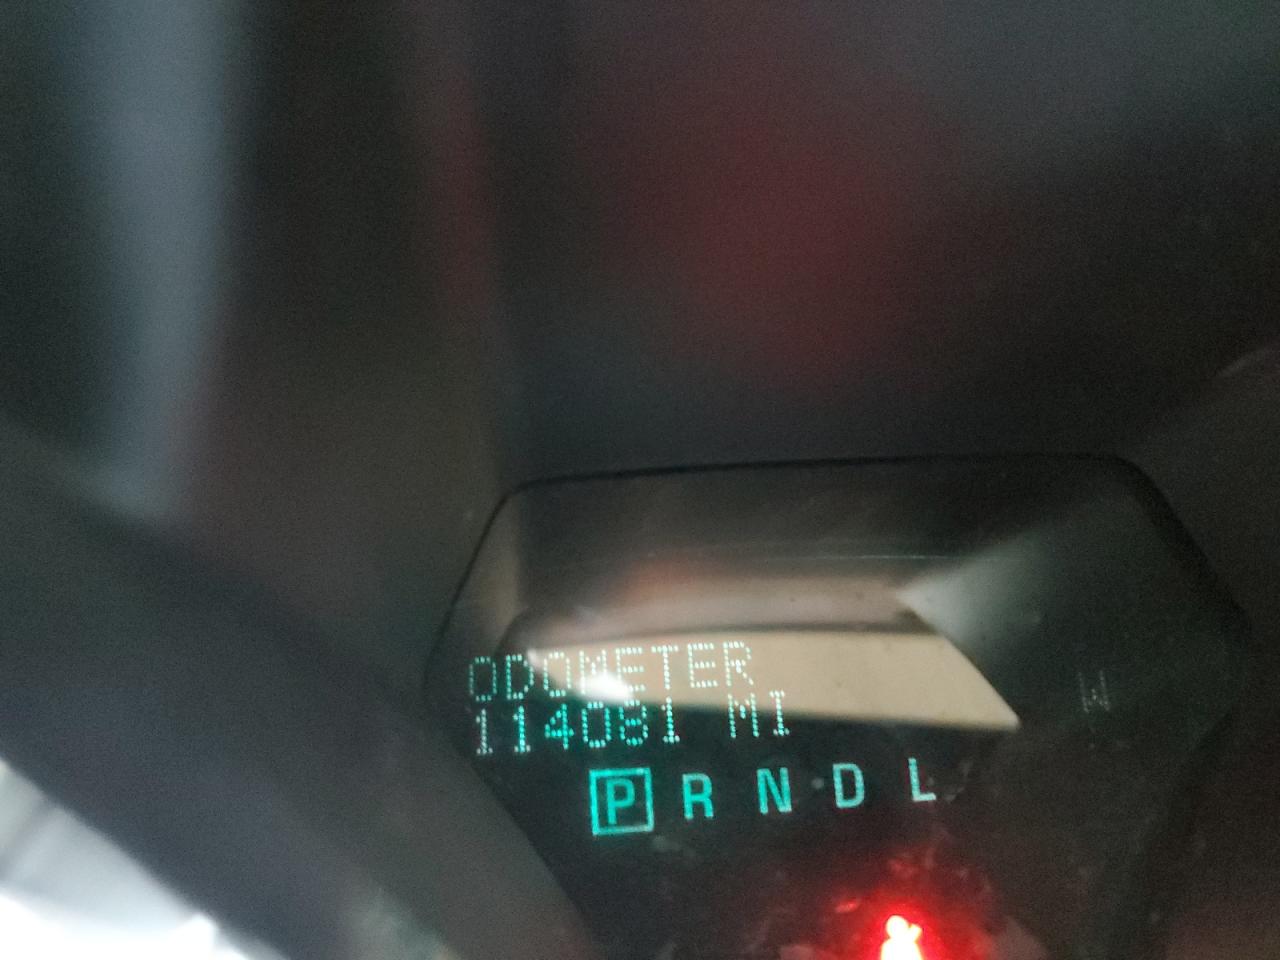 ODOMETER
114081 MI
P R N D L
W